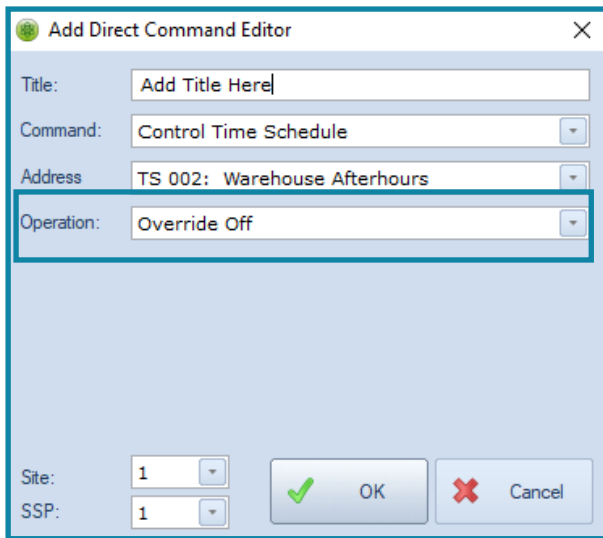 Add Direct Command Editor
Title: Add Title Here
Command: Control Time Schedule
Address TS 002: Warehouse Afterhours
Operation: Override Off
Site: 1
OK Cancel
SSP: 1